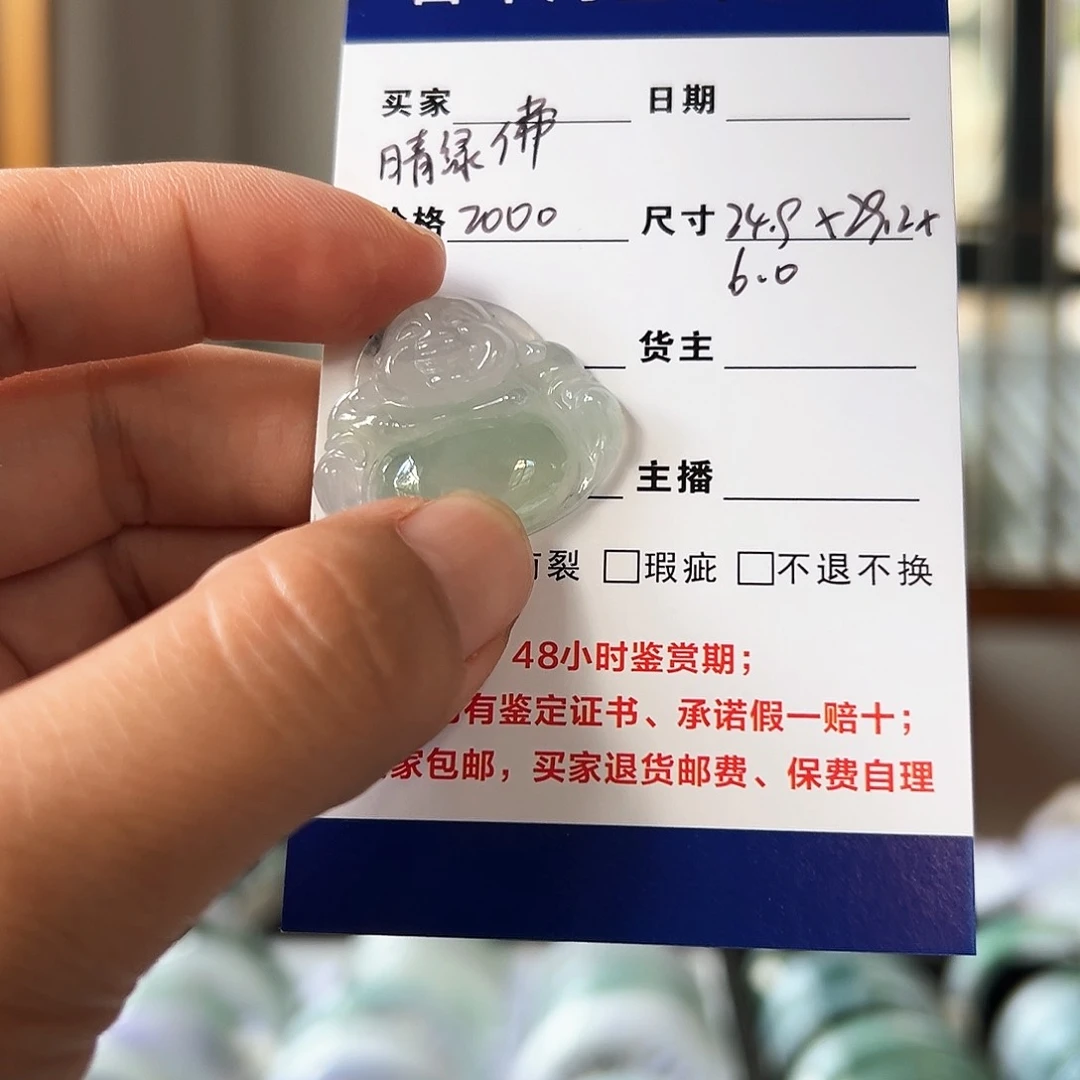 买家 日期
晴绿佛
格 2000 尺寸 24.5×29.2×
6.0
货主
主播
裂 □瑕疵 □不退不换
48小时鉴赏期；
有鉴定证书、承诺假一赔十；
家包邮，买家退货邮费、保费自理